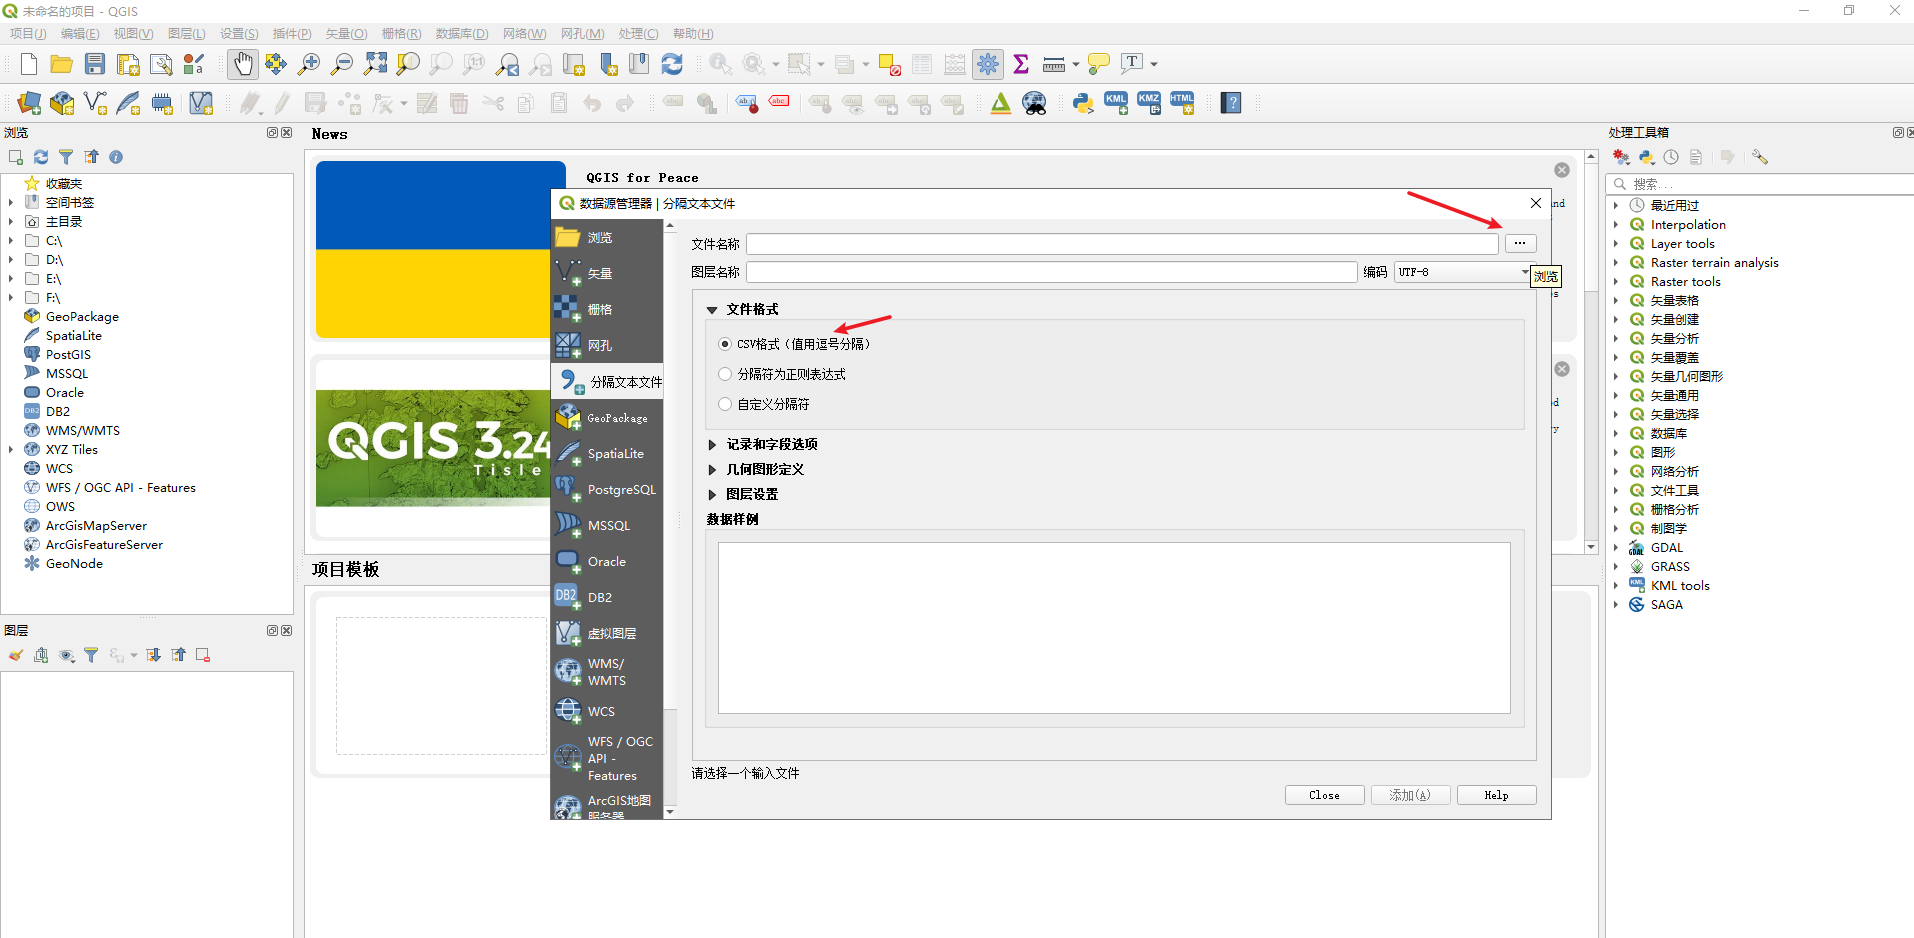 未命名的项目 - QGIS
项目(J) 编辑(E) 视图(V) 图层(L) 设置(S) 插件(P) 矢量(O) 栅格(R) 数据库(D) 网络(W) 网孔(M) 处理(C) 帮助(H)
浏览
收藏夹
空间书签
主目录
C:\
D:\
E:\
F:\
GeoPackage
SpatiaLite
PostGIS
MSSQL
Oracle
DB2
WMS/WMTS
XYZ Tiles
WCS
WFS / OGC API - Features
OWS
ArcGisMapServer
ArcGisFeatureServer
GeoNode
图层
News
QGIS for Peace
QGIS 3.24
Tisle
项目模板
数据源管理器 | 分隔文本文件
浏览
矢量
栅格
网孔
分隔文本文件
GeoPackage
SpatiaLite
PostgreSQL
MSSQL
Oracle
DB2
虚拟图层
WMS/
WMTS
WCS
WFS / OGC
API -
Features
ArcGIS地图
服务器
文件名称
...
图层名称
编码 UTF-8
浏览
文件格式
CSV格式（值用逗号分隔）
分隔符为正则表达式
自定义分隔符
记录和字段选项
几何图形定义
图层设置
数据样例
请选择一个输入文件
Close 添加(A) Help
处理工具箱
搜索...
最近用过
Interpolation
Layer tools
Raster terrain analysis
Raster tools
矢量表格
矢量创建
矢量分析
矢量覆盖
矢量几何图形
矢量通用
矢量选择
数据库
图形
网络分析
文件工具
栅格分析
制图学
GDAL
GRASS
KML tools
SAGA